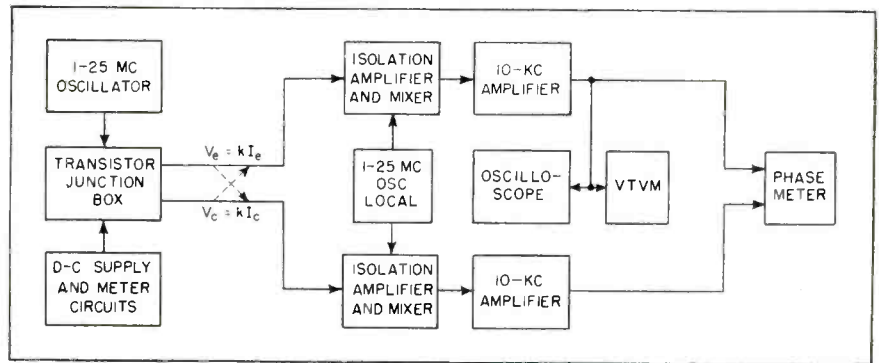 1-25 MC
OSCILLATOR
TRANSISTOR
JUNCTION
BOX
D-C SUPPLY
AND METER
CIRCUITS
Ve = kIe
Vc = kIc
ISOLATION
AMPLIFIER
AND MIXER
1-25 MC
OSC
LOCAL
ISOLATION
AMPLIFIER
AND MIXER
10-KC
AMPLIFIER
OSCILLO-
SCOPE
VTVM
10-KC
AMPLIFIER
PHASE
METER